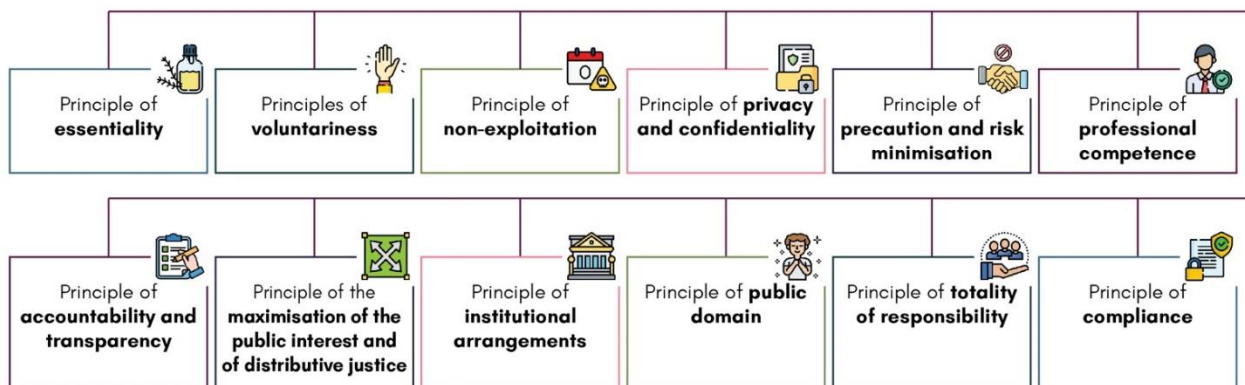 Principle of
essentiality
Principles of
voluntariness
Principle of
non-exploitation
Principle of privacy
and confidentiality
Principle of
precaution and risk
minimisation
Principle of
professional
competence
Principle of
accountability and
transparency
Principle of the
maximisation of the
public interest and
of distributive justice
Principle of
institutional
arrangements
Principle of public
domain
Principle of totality
of responsibility
Principle of
compliance